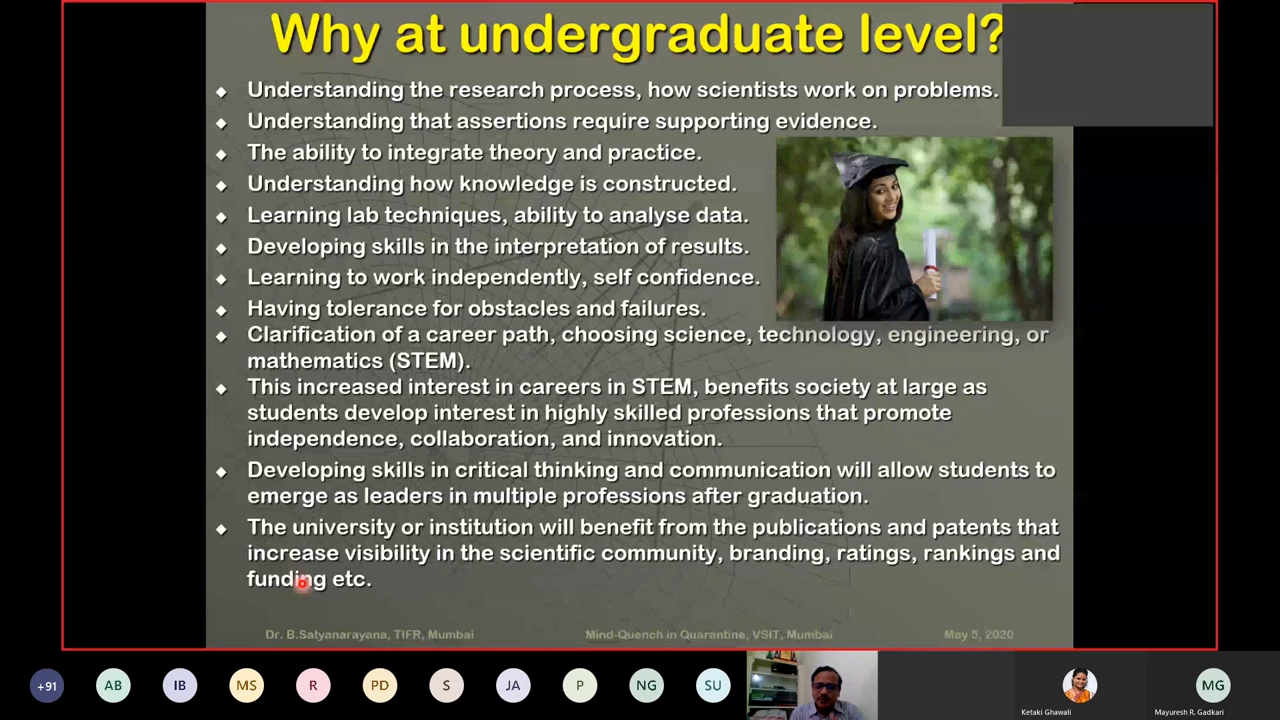 Why at undergraduate level?
Understanding the research process, how scientists work on problems.
Understanding that assertions require supporting evidence.
The ability to integrate theory and practice.
Understanding how knowledge is constructed.
Learning lab techniques, ability to analyse data.
Developing skills in the interpretation of results.
Learning to work independently, self confidence.
Having tolerance for obstacles and failures.
Clarification of a career path, choosing science, technology, engineering, or
mathematics (STEM).
This increased interest in careers in STEM, benefits society at large as
students develop interest in highly skilled professions that promote
independence, collaboration, and innovation.
Developing skills in critical thinking and communication will allow students to
emerge as leaders in multiple professions after graduation.
The university or institution will benefit from the publications and patents that
increase visibility in the scientific community, branding, ratings, rankings and
funding etc.
Dr. B.Satyanarayana, TIFR, Mumbai Mind-Quench in Quarantine, VSIT, Mumbai May 5, 2020
+91 AB IB MS R PD S JA P NG SU MG
Ketaki Ghawali Mayuresh R. Gadkari